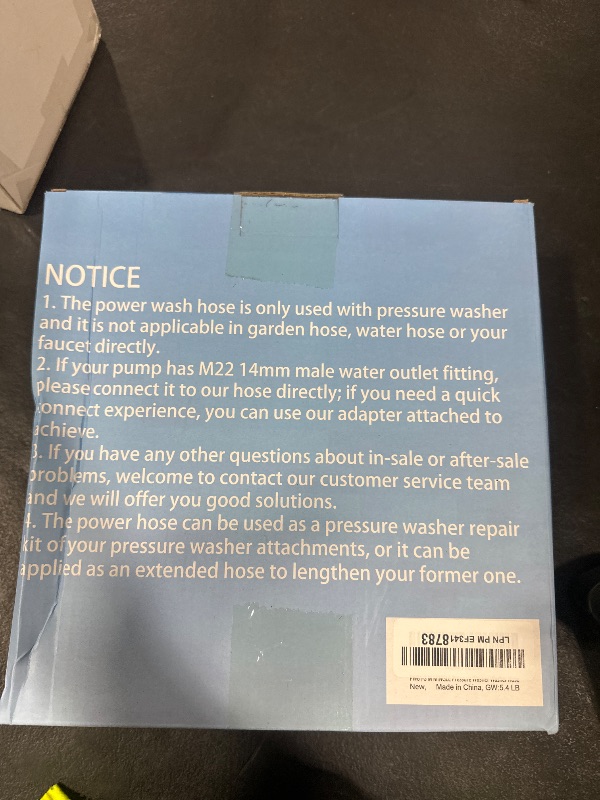 NOTICE
1. The power wash hose is only used with pressure washer
and it is not applicable in garden hose, water hose or your
faucet directly.
2. If your pump has M22 14mm male water outlet fitting,
please connect it to our hose directly; if you need a quick
connect experience, you can use our adapter attached to
achieve.
3. If you have any other questions about in-sale or after-sale
problems, welcome to contact our customer service team
and we will offer you good solutions.
4. The power hose can be used as a pressure washer repair
kit of your pressure washer attachments, or it can be
applied as an extended hose to lengthen your former one.
LPN PM EF3418783
New, Made in China, GW:5.4 LB